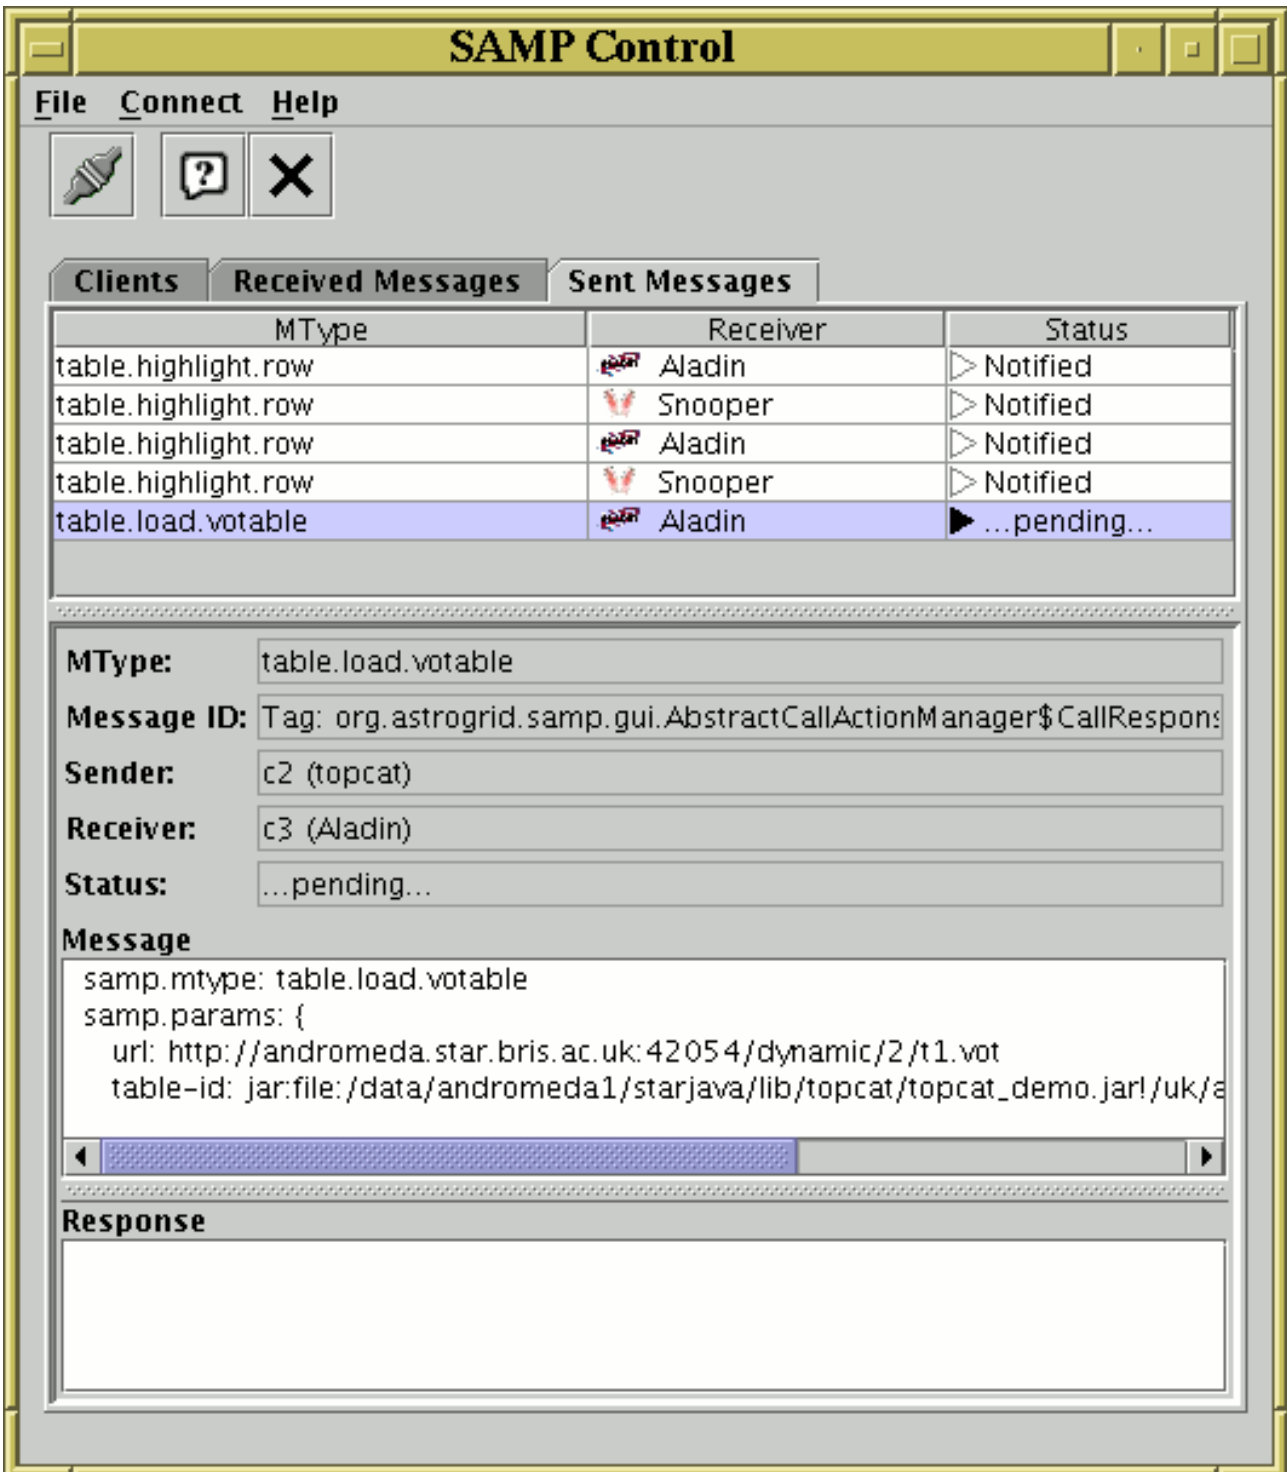 SAMP Control
File Connect Help
Clients Received Messages Sent Messages
MType Receiver Status
table.highlight.row Aladin Notified
table.highlight.row Snooper Notified
table.highlight.row Aladin Notified
table.highlight.row Snooper Notified
table.load.votable Aladin ...pending...
MType: table.load.votable
Message ID: Tag: org.astrogrid.samp.gui.AbstractCallActionManager$CallRespons
Sender: c2 (topcat)
Receiver: c3 (Aladin)
Status: ...pending...
Message
samp.mtype: table.load.votable
samp.params: {
url: http://andromeda.star.bris.ac.uk:42054/dynamic/2/t1.vot
table-id: jar:file:/data/andromeda1/starjava/lib/topcat/topcat_demo.jar!/uk/a
Response